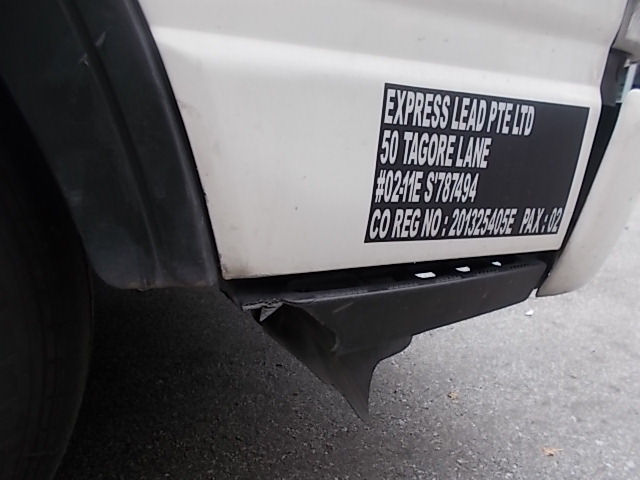 EXPRESS LEAD PTE LTD
50 TAGORE LANE
#02-11E S'787494
CO REG NO : 201325405E PAX : 02